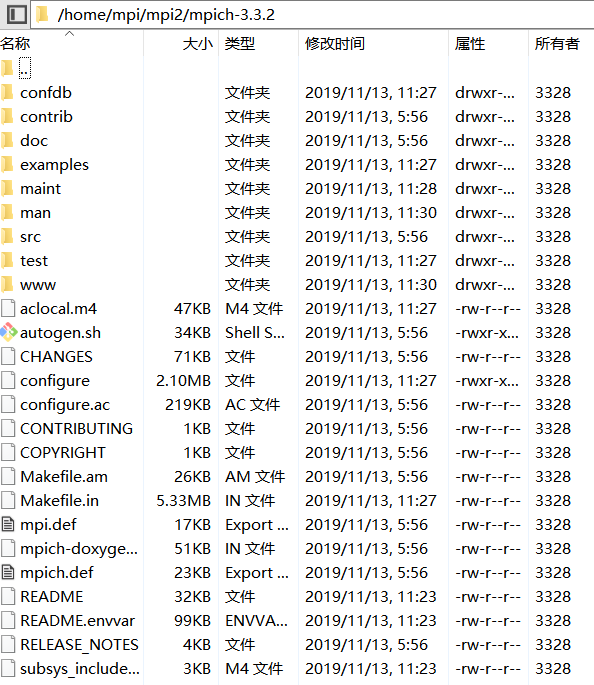 /home/mpi/mpi2/mpich-3.3.2
名称 大小 类型 修改时间 属性 所有者
..
confdb 文件夹 2019/11/13, 11:27 drwxr-... 3328
contrib 文件夹 2019/11/13, 5:56 drwxr-... 3328
doc 文件夹 2019/11/13, 5:56 drwxr-... 3328
examples 文件夹 2019/11/13, 11:27 drwxr-... 3328
maint 文件夹 2019/11/13, 11:28 drwxr-... 3328
man 文件夹 2019/11/13, 11:30 drwxr-... 3328
src 文件夹 2019/11/13, 5:56 drwxr-... 3328
test 文件夹 2019/11/13, 11:27 drwxr-... 3328
www 文件夹 2019/11/13, 11:30 drwxr-... 3328
aclocal.m4 47KB M4 文件 2019/11/13, 11:27 -rw-r--r-- 3328
autogen.sh 34KB Shell S... 2019/11/13, 5:56 -rwxr-x... 3328
CHANGES 71KB 文件 2019/11/13, 5:56 -rw-r--r-- 3328
configure 2.10MB 文件 2019/11/13, 11:27 -rwxr-x... 3328
configure.ac 219KB AC 文件 2019/11/13, 5:56 -rw-r--r-- 3328
CONTRIBUTING 1KB 文件 2019/11/13, 5:56 -rw-r--r-- 3328
COPYRIGHT 1KB 文件 2019/11/13, 5:56 -rw-r--r-- 3328
Makefile.am 26KB AM 文件 2019/11/13, 5:56 -rw-r--r-- 3328
Makefile.in 5.33MB IN 文件 2019/11/13, 11:27 -rw-r--r-- 3328
mpi.def 17KB Export ... 2019/11/13, 5:56 -rw-r--r-- 3328
mpich-doxyge... 51KB IN 文件 2019/11/13, 5:56 -rw-r--r-- 3328
mpich.def 23KB Export ... 2019/11/13, 5:56 -rw-r--r-- 3328
README 32KB 文件 2019/11/13, 11:23 -rw-r--r-- 3328
README.envvar 99KB ENVVA... 2019/11/13, 11:23 -rw-r--r-- 3328
RELEASE_NOTES 4KB 文件 2019/11/13, 5:56 -rw-r--r-- 3328
subsys_include... 3KB M4 文件 2019/11/13, 11:23 -rw-r--r-- 3328